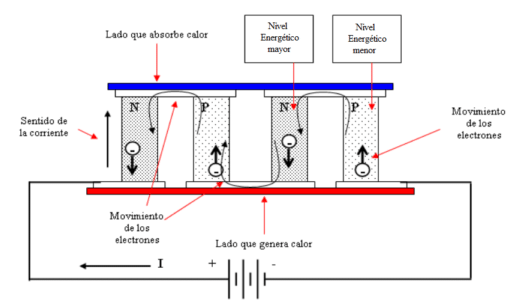 Nivel
Energético
mayor
Nivel
Energético
menor
Lado que absorbe calor
N
P
N
P
Sentido de
la corriente
Movimiento
de los
electrones
-
-
-
-
Movimiento
de los
electrones
Lado que genera calor
I
+
-